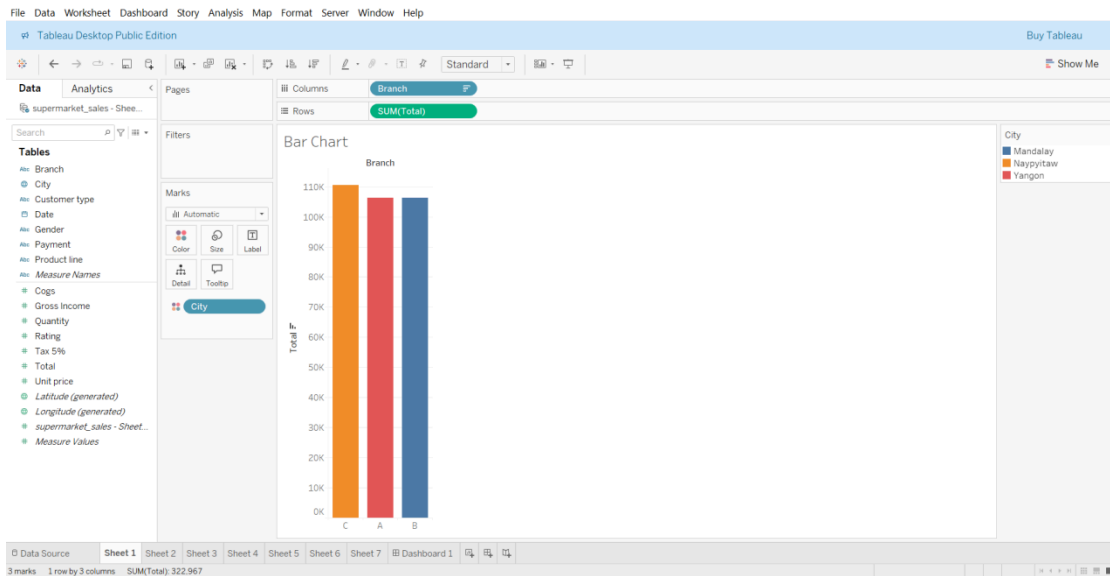 File Data Worksheet Dashboard Story Analysis Map Format Server Window Help
Tableau Desktop Public Edition
Buy Tableau
Standard
Show Me
Data Analytics
supermarket_sales - Shee...
Search
Tables
Abc Branch
City
Abc Customer type
Date
Abc Gender
Abc Payment
Abc Product line
Abc Measure Names
# Cogs
# Gross Income
# Quantity
# Rating
# Tax 5%
# Total
# Unit price
Latitude (generated)
Longitude (generated)
# supermarket_sales - Sheet...
# Measure Values
Pages
Filters
Marks
Automatic
Color Size Label
Detail Tooltip
City
Columns Branch
Rows SUM(Total)
Bar Chart
Branch
110K
100K
90K
80K
70K
60K
50K
40K
30K
20K
10K
0K
Total
C A B
City
Mandalay
Naypyitaw
Yangon
Data Source Sheet 1 Sheet 2 Sheet 3 Sheet 4 Sheet 5 Sheet 6 Sheet 7 Dashboard 1
3 marks 1 row by 3 columns SUM(Total): 322,967